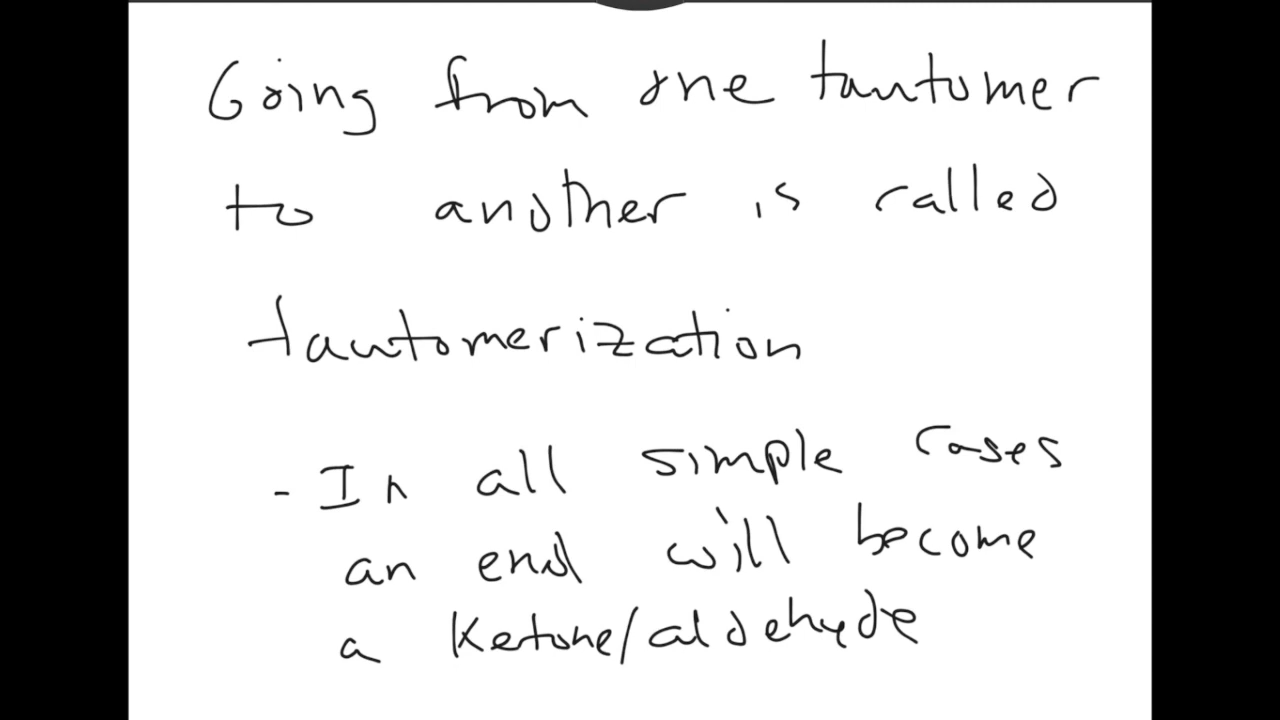 Going from one tautomer
to another is called
tautomerization
- In all simple cases
an enol will become
a Ketone/aldehyde